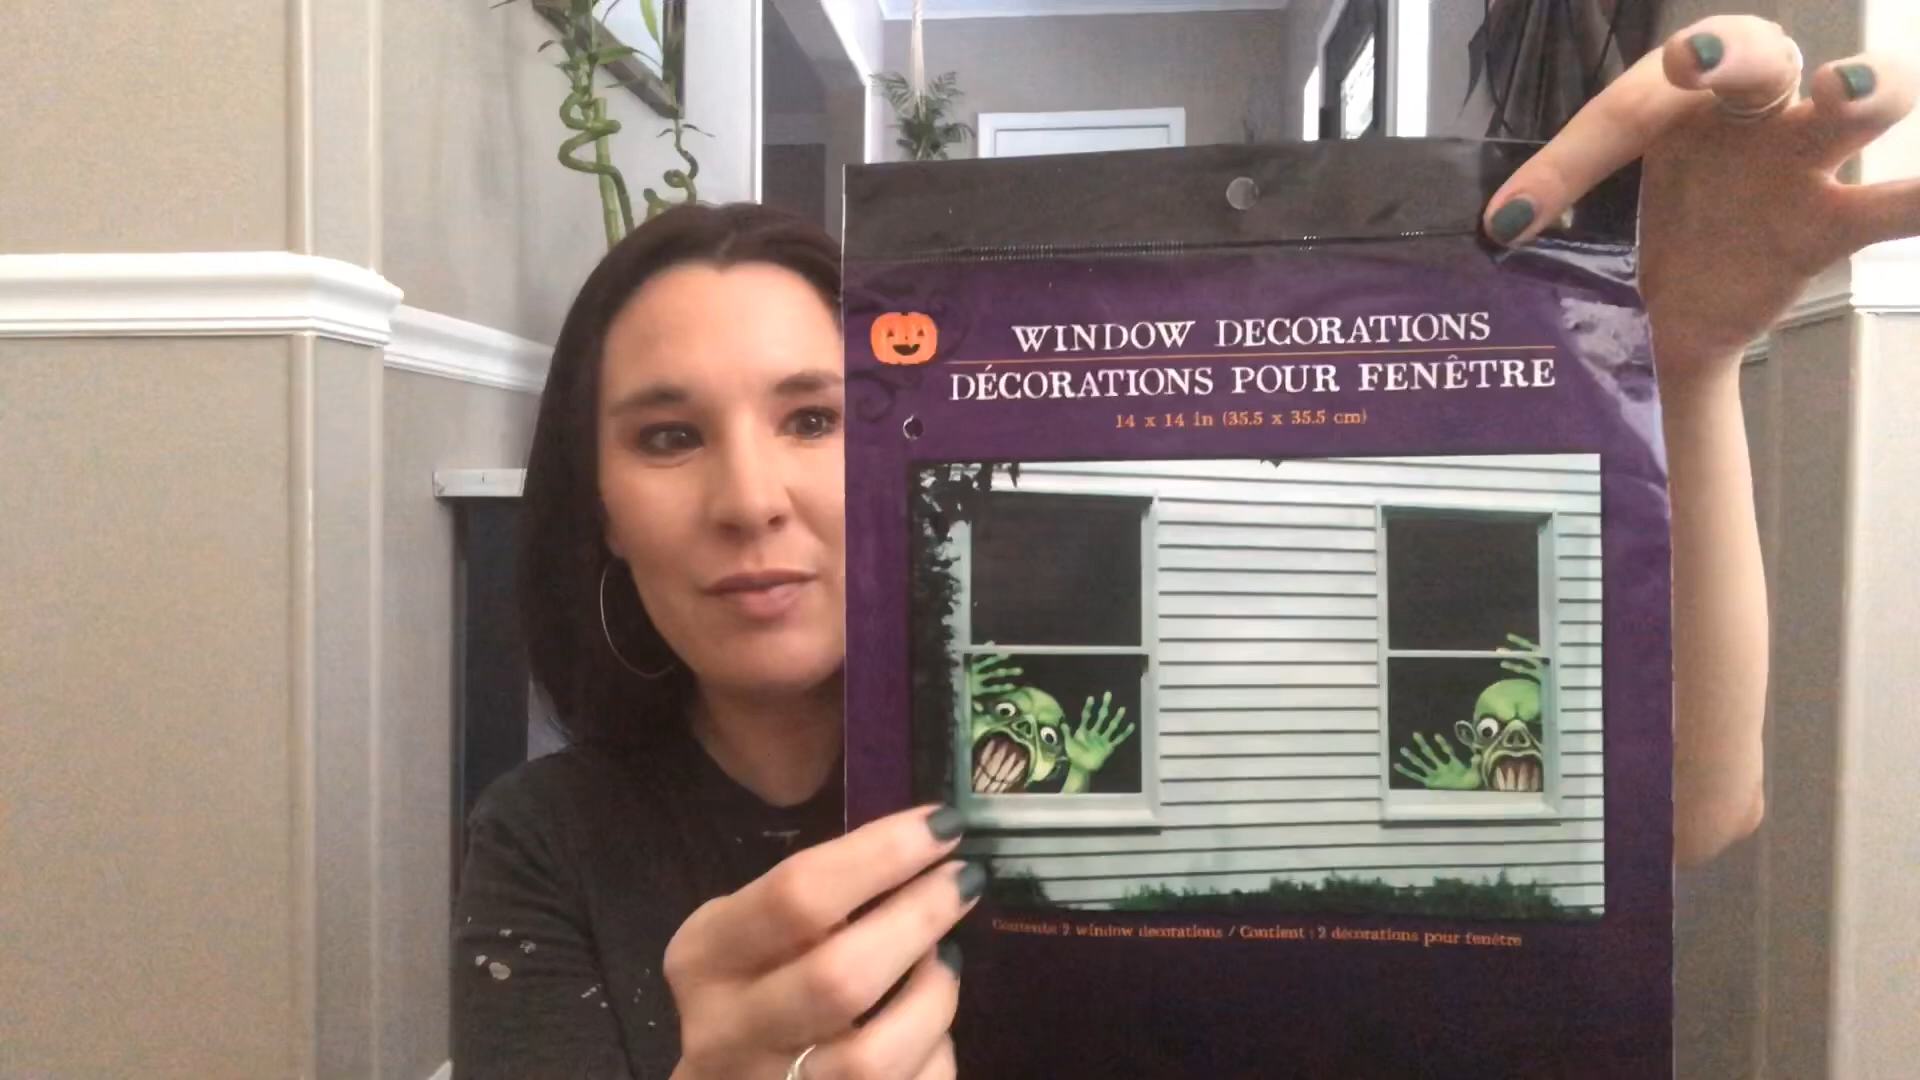 WINDOW DECORATIONS
DÉCORATIONS POUR FENÊTRE
14 x 14 in (35.5 x 35.5 cm)
Contents: 2 window decorations / Contient : 2 décorations pour fenêtre